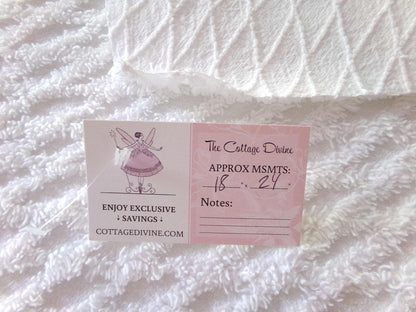 ENJOY EXCLUSIVE
SAVINGS
COTTAGEDIVINE.COM
The Cottage Divine
APPROX MSMTS:
18 . 24 .
Notes: